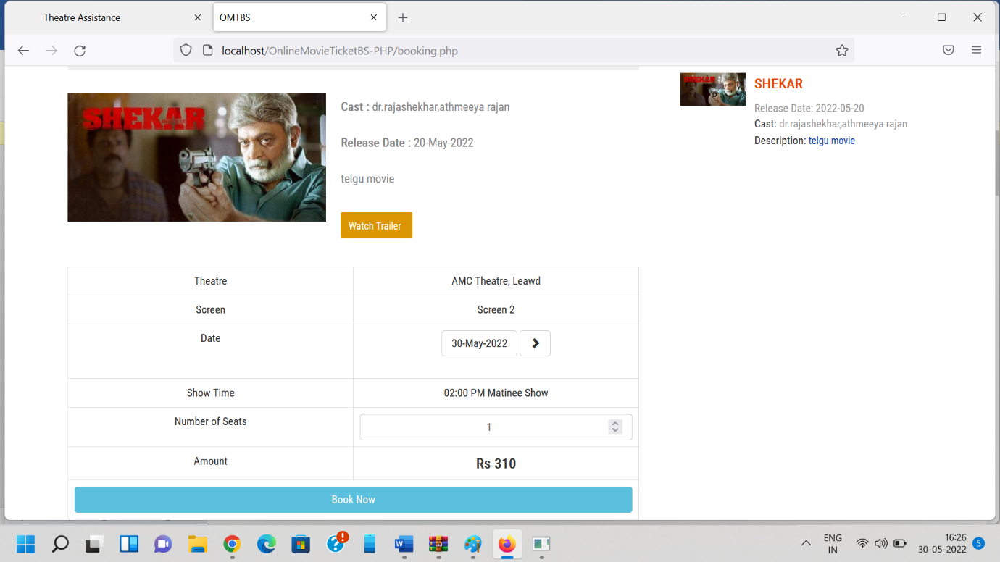 Theatre Assistance
OMTBS
localhost/OnlineMovieTicketBS-PHP/booking.php
SHEKAR
Cast : dr.rajashekhar,athmeeya rajan
Release Date : 20-May-2022
telgu movie
Watch Trailer
SHEKAR
SHEKAR
Release Date: 2022-05-20
Cast: dr.rajashekhar,athmeeya rajan
Description: telgu movie
Theatre AMC Theatre, Leawd
Screen Screen 2
Date 30-May-2022
Show Time 02:00 PM Matinee Show
Number of Seats 1
Amount Rs 310
Book Now
ENG
IN
16:26
30-05-2022
5